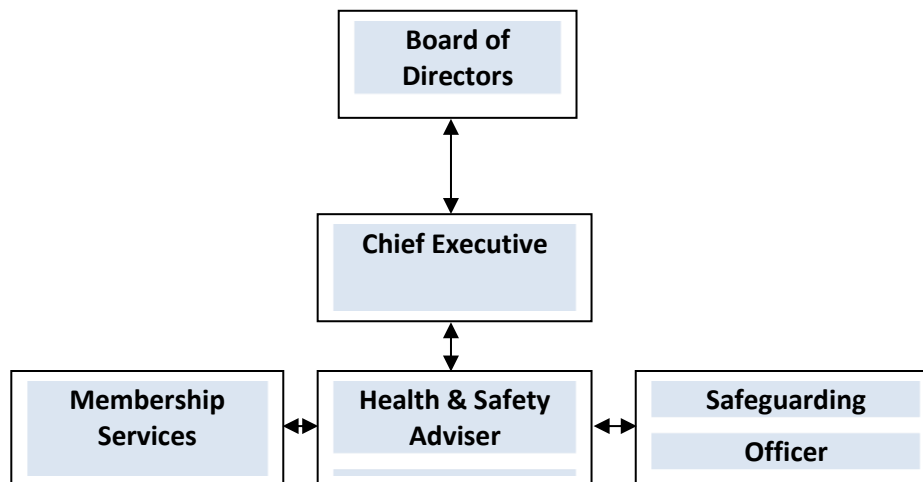 Board of
Directors
Chief Executive
Membership
Services
Health & Safety
Adviser
Safeguarding
Officer